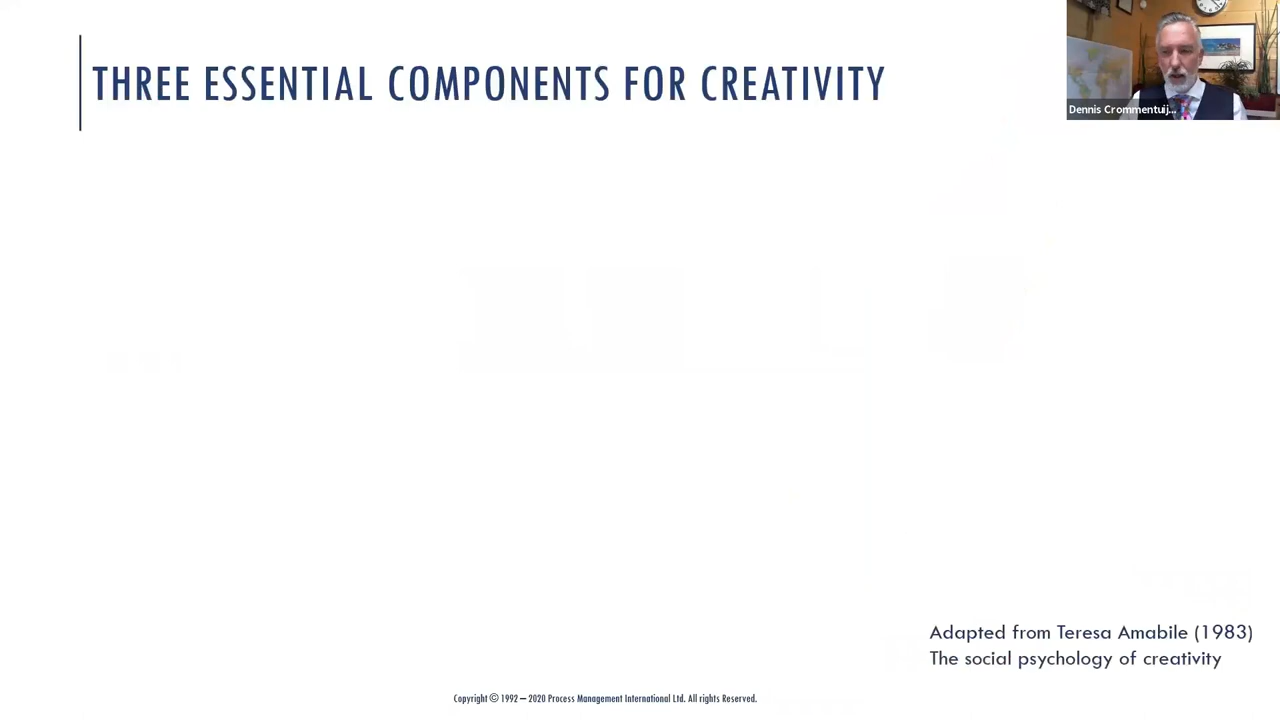 THREE ESSENTIAL COMPONENTS FOR CREATIVITY
Dennis Crommentuij...
Adapted from Teresa Amabile (1983)
The social psychology of creativity
Copyright © 1992 – 2020 Process Management International Ltd. All rights Reserved.